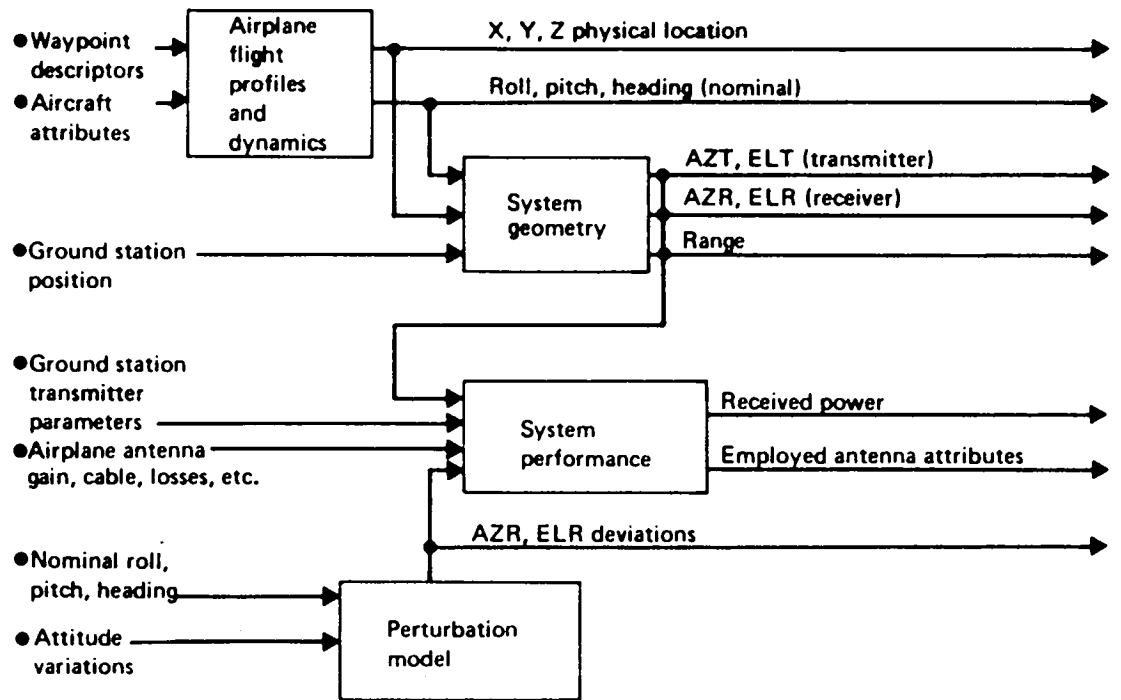 ●Waypoint
descriptors
●Aircraft
attributes
Airplane
flight
profiles
and
dynamics
X, Y, Z physical location
Roll, pitch, heading (nominal)
●Ground station
position
System
geometry
AZT, ELT (transmitter)
AZR, ELR (receiver)
Range
●Ground station
transmitter
parameters
●Airplane antenna
gain, cable, losses, etc.
System
performance
Received power
Employed antenna attributes
AZR, ELR deviations
●Nominal roll,
pitch, heading
●Attitude
variations
Perturbation
model